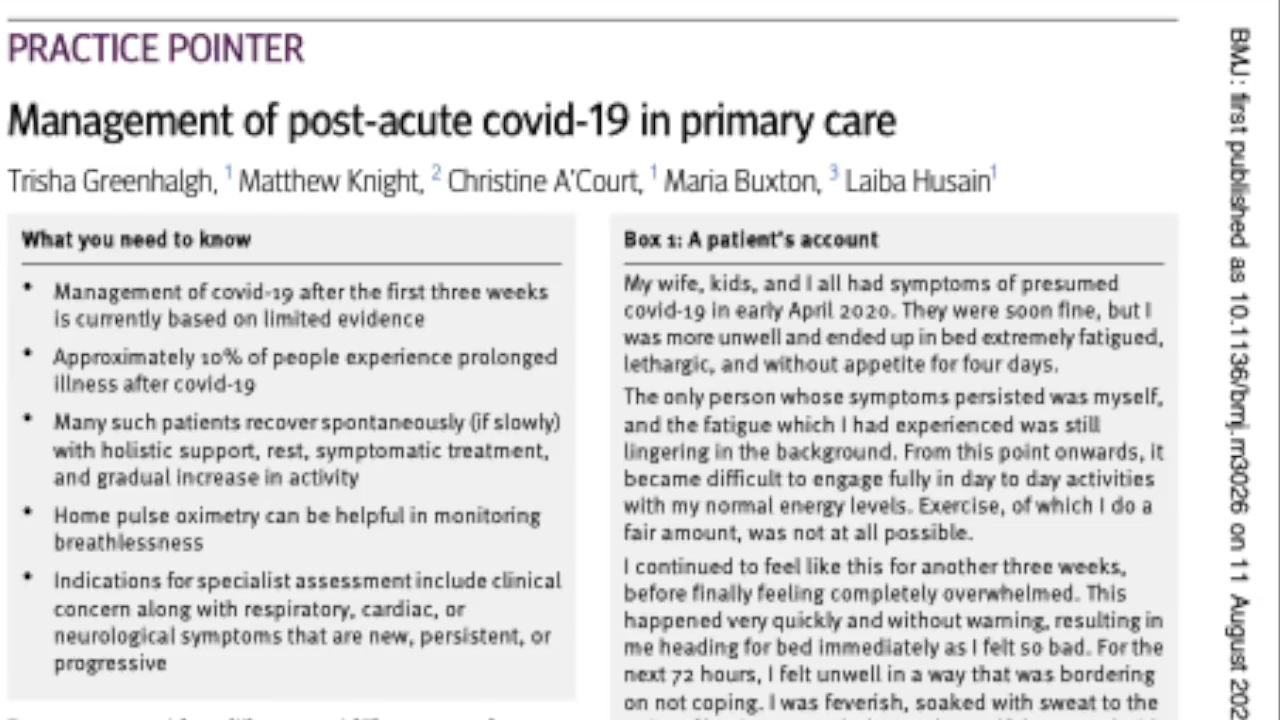 PRACTICE POINTER
Management of post-acute covid-19 in primary care
Trisha Greenhalgh, 1 Matthew Knight, 2 Christine A'Court, 1 Maria Buxton, 3 Laiba Husain1
What you need to know
• Management of covid-19 after the first three weeks
is currently based on limited evidence
• Approximately 10% of people experience prolonged
illness after covid-19
• Many such patients recover spontaneously (if slowly)
with holistic support, rest, symptomatic treatment,
and gradual increase in activity
• Home pulse oximetry can be helpful in monitoring
breathlessness
• Indications for specialist assessment include clinical
concern along with respiratory, cardiac, or
neurological symptoms that are new, persistent, or
progressive
Box 1: A patient's account
My wife, kids, and I all had symptoms of presumed
covid-19 in early April 2020. They were soon fine, but I
was more unwell and ended up in bed extremely fatigued,
lethargic, and without appetite for four days.
The only person whose symptoms persisted was myself,
and the fatigue which I had experienced was still
lingering in the background. From this point onwards, it
became difficult to engage fully in day to day activities
with my normal energy levels. Exercise, of which I do a
fair amount, was not at all possible.
I continued to feel like this for another three weeks,
before finally feeling completely overwhelmed. This
happened very quickly and without warning, resulting in
me heading for bed immediately as I felt so bad. For the
next 72 hours, I felt unwell in a way that was bordering
on not coping. I was feverish, soaked with sweat to the
BMJ: first published as 10.1136/bmj.m3026 on 11 August 202